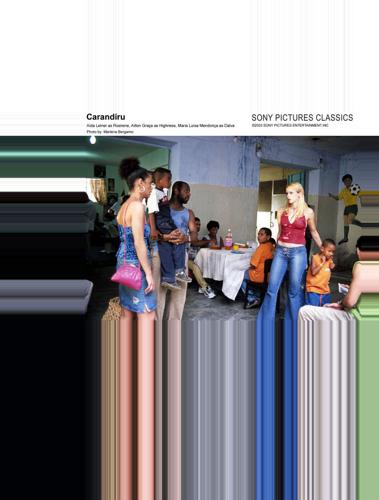 Carandiru
SONY PICTURES CLASSICS
Aida Leiner as Rosirene, Ailton Graça as Highness, Maria Luisa Mendonça as Dalva
©2003 SONY PICTURES ENTERTAINMENT INC.
Photo by: Marlene Bergamo